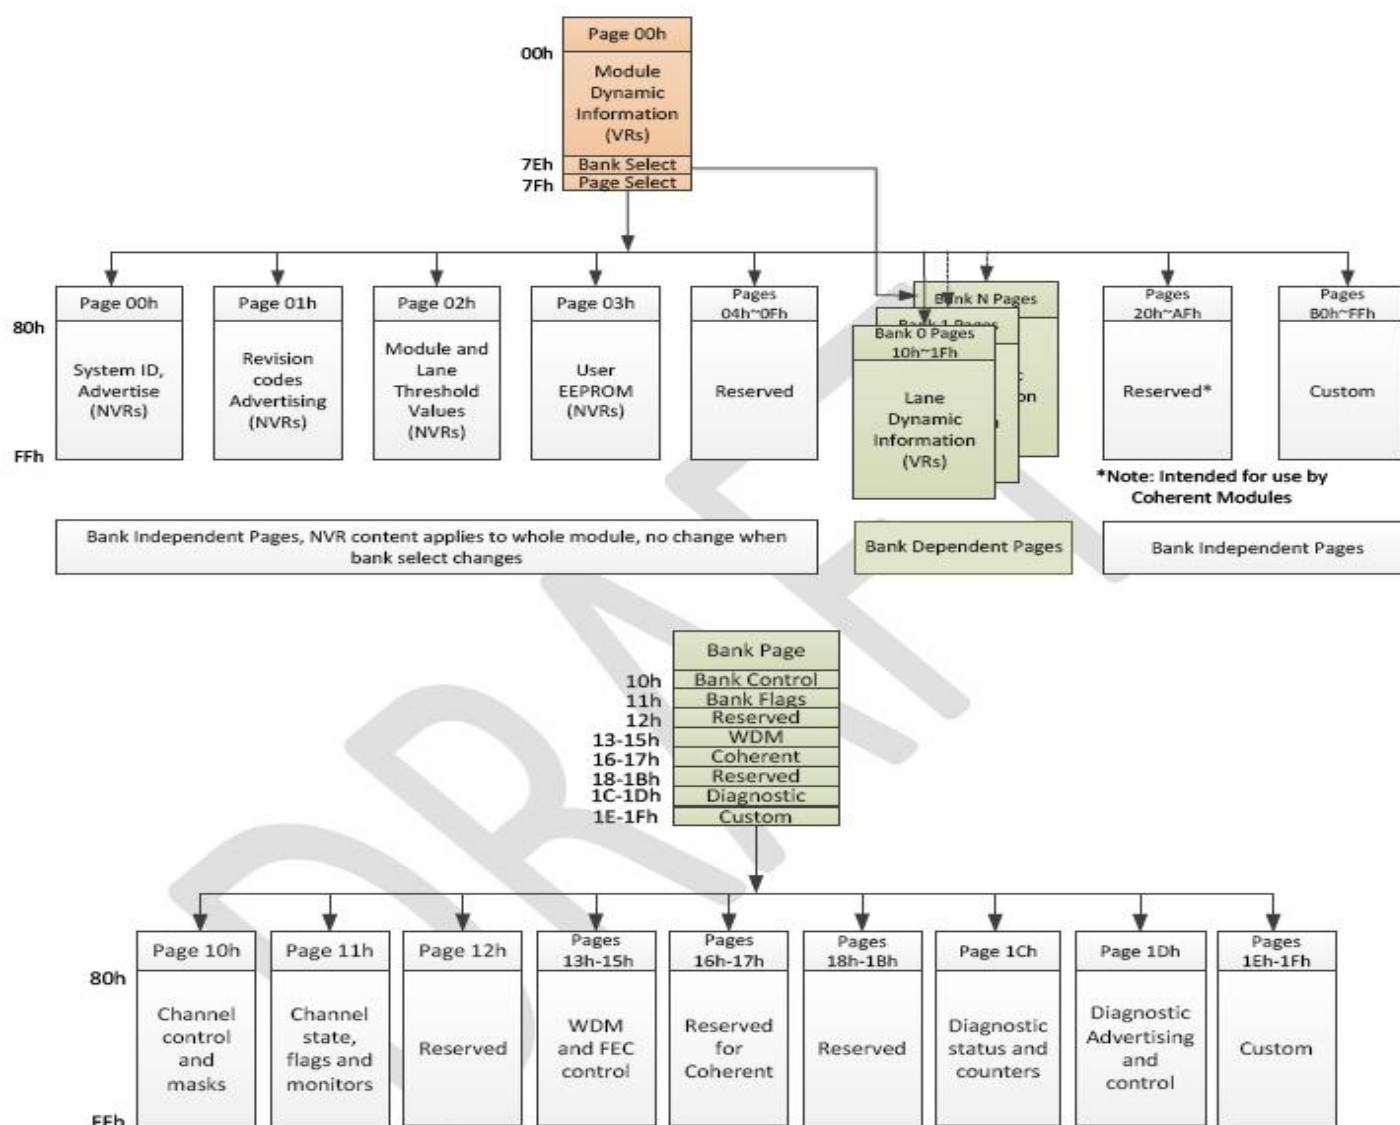 Page 00h
00h
Module
Dynamic
Information
(VRs)
7Eh
Bank Select
7Fh
Page Select
Page 00h
Page 01h
Page 02h
Page 03h
Pages
04h~0Fh
Bank N Pages
Bank 1 Pages
Bank 0 Pages
10h~1Fh
Pages
20h~AFh
Pages
B0h~FFh
80h
System ID,
Advertise
(NVRs)
Revision
codes
Advertising
(NVRs)
Module and
Lane
Threshold
Values
(NVRs)
User
EEPROM
(NVRs)
Reserved
Lane
Dynamic
Information
(VRs)
Reserved*
Custom
FFh
*Note: Intended for use by
Coherent Modules
Bank Independent Pages, NVR content applies to whole module, no change when
bank select changes
Bank Dependent Pages
Bank Independent Pages
Bank Page
10h
Bank Control
11h
Bank Flags
12h
Reserved
13-15h
WDM
16-17h
Coherent
18-1Bh
Reserved
1C-1Dh
Diagnostic
1E-1Fh
Custom
Page 10h
Page 11h
Page 12h
Pages
13h-15h
Pages
16h-17h
Pages
18h-1Bh
Page 1Ch
Page 1Dh
Pages
1Eh-1Fh
80h
Channel
control
and
masks
Channel
state,
flags and
monitors
Reserved
WDM
and FEC
control
Reserved
for
Coherent
Reserved
Diagnostic
status and
counters
Diagnostic
Advertising
and
control
Custom
FFh
DRAFT